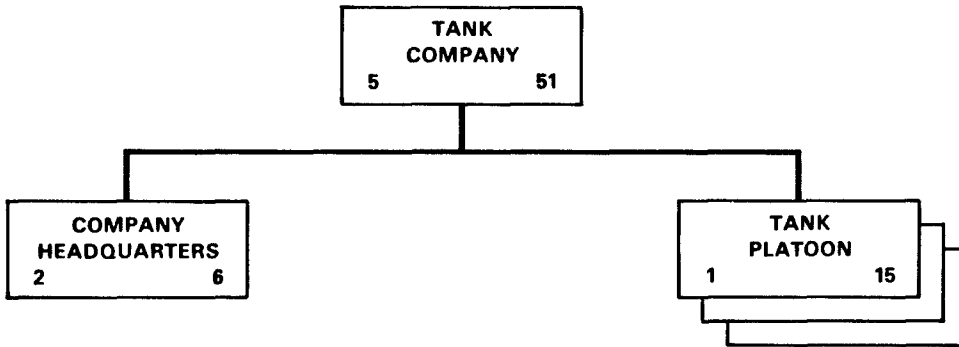 TANK
COMPANY
5 51
COMPANY
HEADQUARTERS
2 6
TANK
PLATOON
1 15